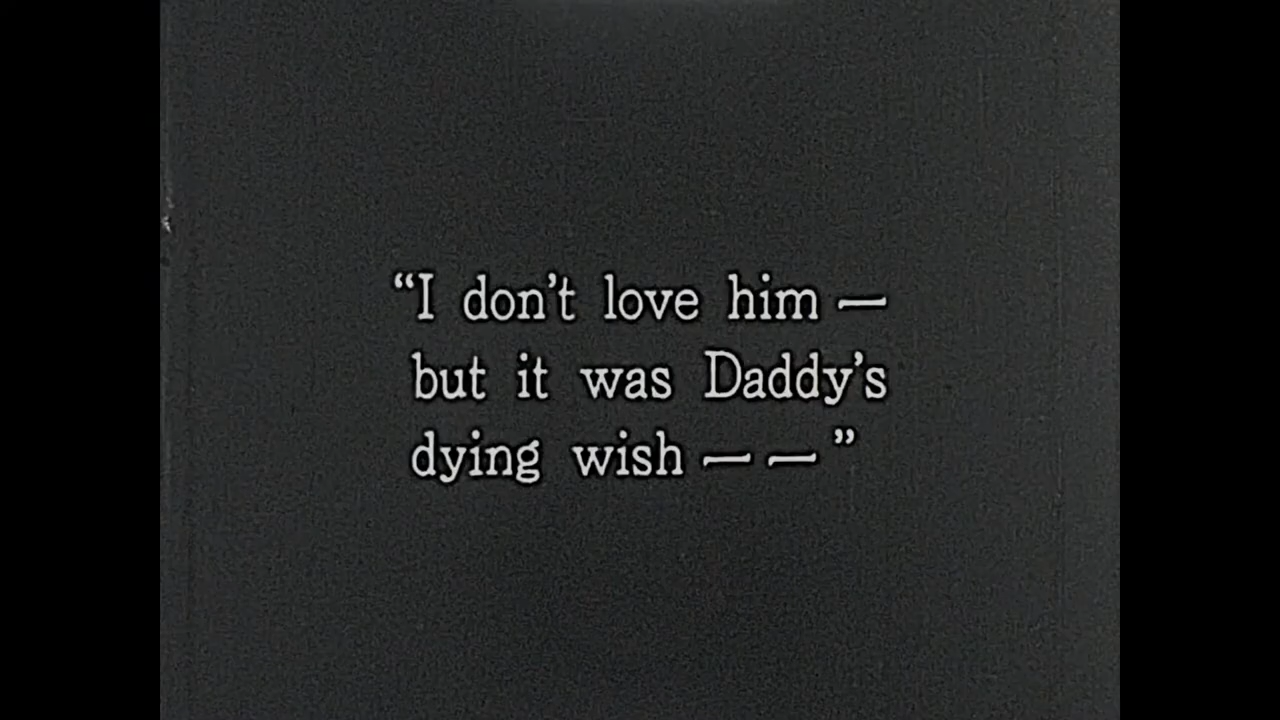 “I don’t love him —
but it was Daddy’s
dying wish — — ”